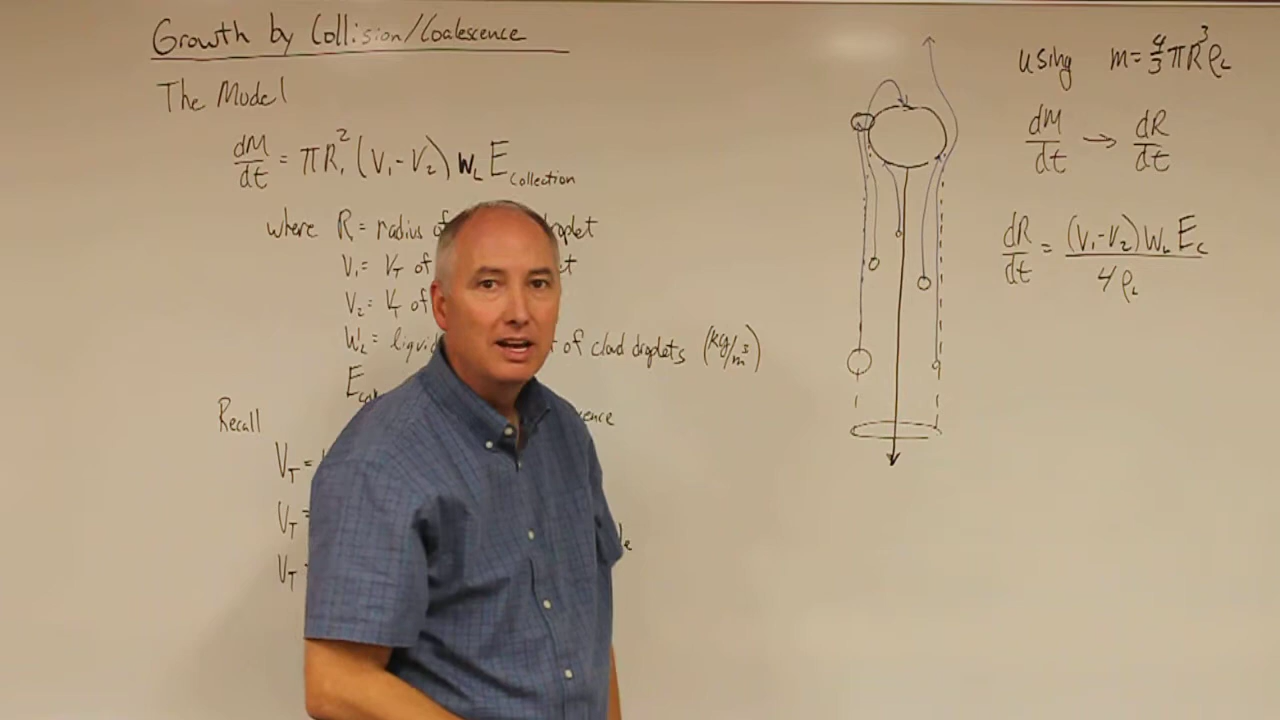 Growth by Collision/Coalescence
The Model
dM/dt = πR₁² (V₁-V₂) W_L E_collection
where R₁ = radius of
V₁ = V_T of
V₂ = V_T of
W_L = of cloud droplets (kg/m³)
Recall
V_T =
V_T =
V_T =
using m = 4/3 πR³ρ_L
dM/dt → dR/dt
dR/dt = (V₁-V₂) W_L E_c / 4ρ_L